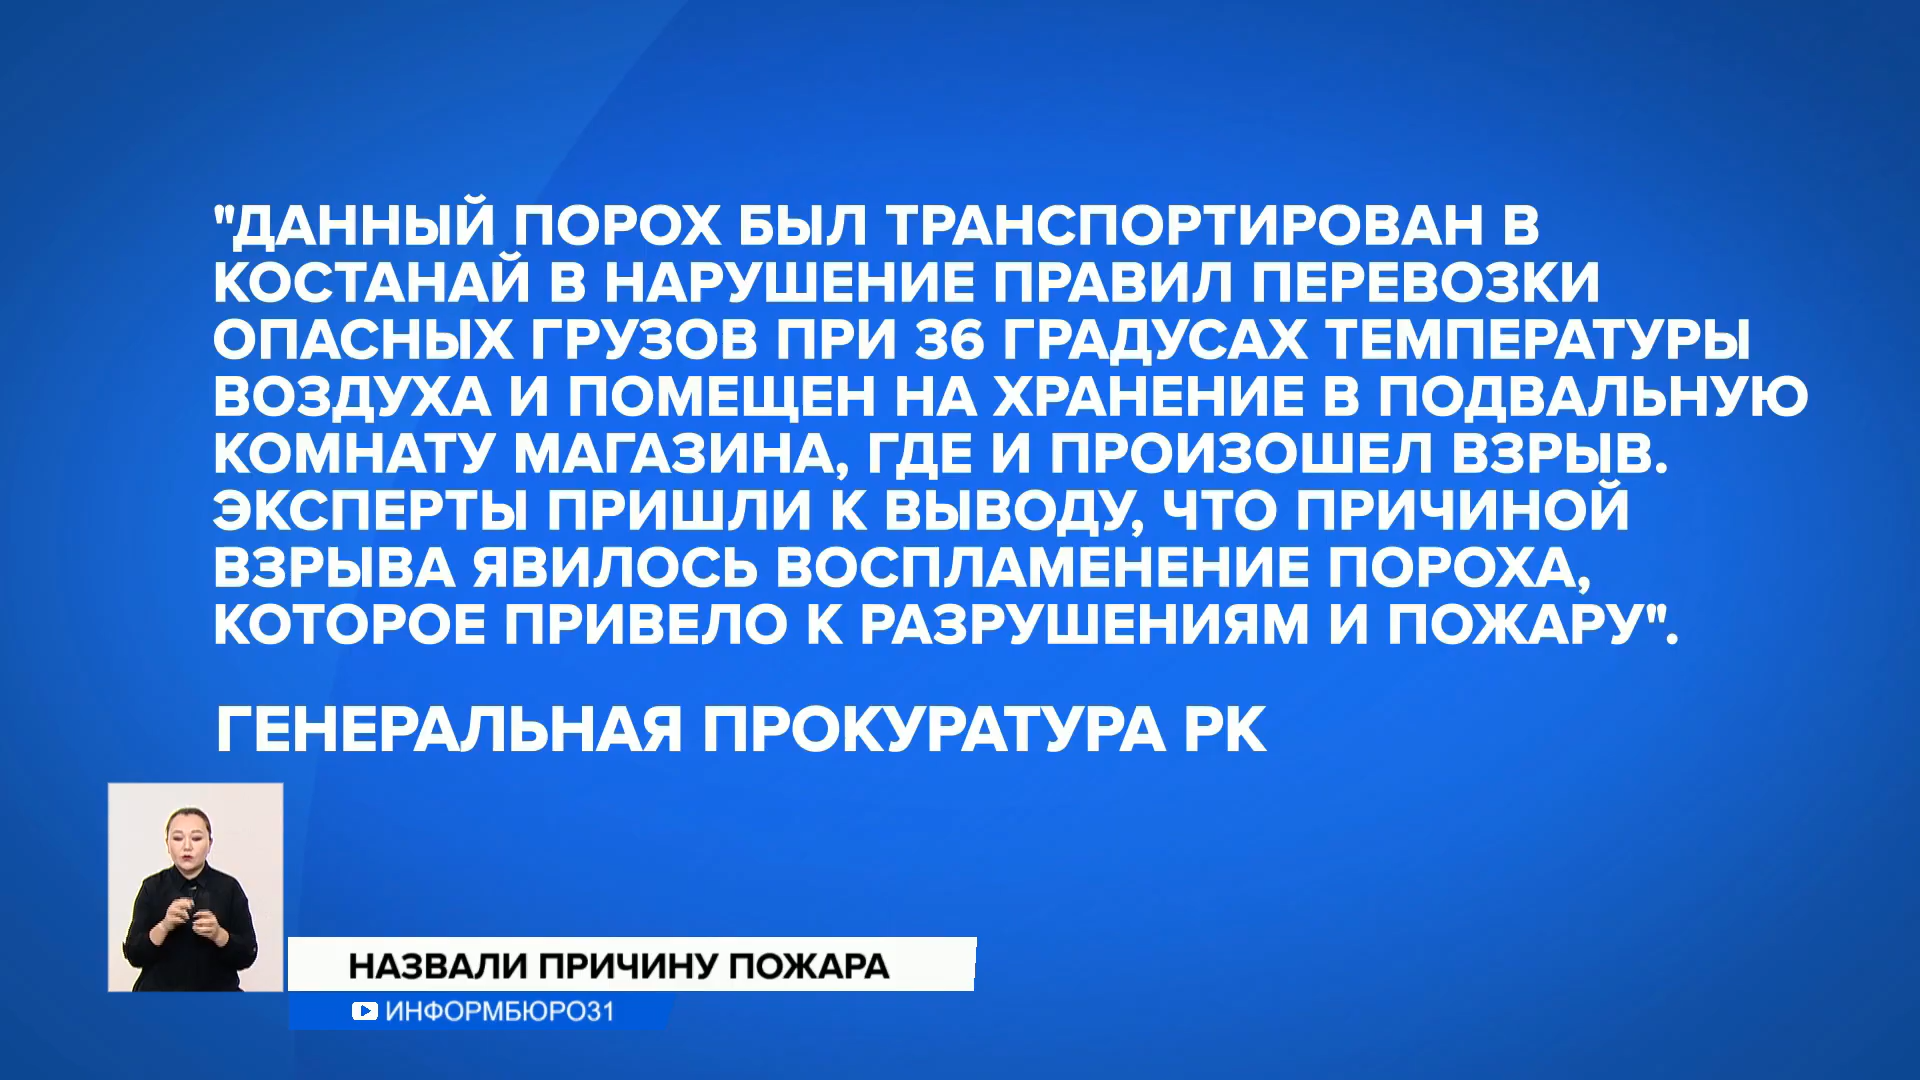 "ДАННЫЙ ПОРОХ БЫЛ ТРАНСПОРТИРОВАН В
КОСТАНАЙ В НАРУШЕНИЕ ПРАВИЛ ПЕРЕВОЗКИ
ОПАСНЫХ ГРУЗОВ ПРИ 36 ГРАДУСАХ ТЕМПЕРАТУРЫ
ВОЗДУХА И ПОМЕЩЕН НА ХРАНЕНИЕ В ПОДВАЛЬНУЮ
КОМНАТУ МАГАЗИНА, ГДЕ И ПРОИЗОШЕЛ ВЗРЫВ.
ЭКСПЕРТЫ ПРИШЛИ К ВЫВОДУ, ЧТО ПРИЧИНОЙ
ВЗРЫВА ЯВИЛОСЬ ВОСПЛАМЕНЕНИЕ ПОРОХА,
КОТОРОЕ ПРИВЕЛО К РАЗРУШЕНИЯМ И ПОЖАРУ".
ГЕНЕРАЛЬНАЯ ПРОКУРАТУРА РК
НАЗВАЛИ ПРИЧИНУ ПОЖАРА
ИНФОРМБЮРО31